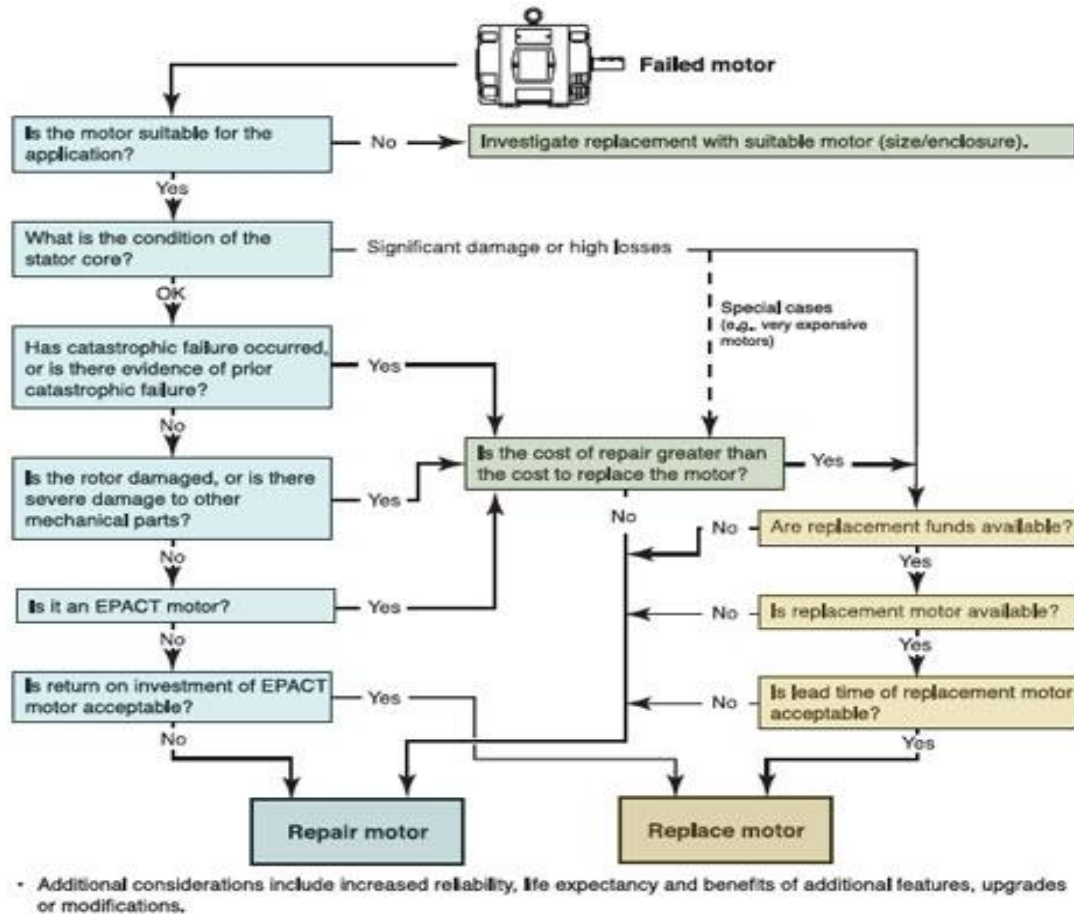 Failed motor
Is the motor suitable for the
application?
No
Investigate replacement with suitable motor (size/enclosure).
Yes
What is the condition of the
stator core?
Significant damage or high losses
OK
Special cases
(e.g., very expensive
motors)
Has catastrophic failure occurred,
or is there evidence of prior
catastrophic failure?
Yes
No
Is the cost of repair greater than
the cost to replace the motor?
Yes
Is the rotor damaged, or is there
severe damage to other
mechanical parts?
Yes
No
No
Are replacement funds available?
No
Yes
Is it an EPACT motor?
Yes
No
Is replacement motor available?
No
Yes
Is return on investment of EPACT
motor acceptable?
Yes
No
Is lead time of replacement motor
acceptable?
No
Yes
Repair motor
Replace motor
• Additional considerations include increased reliability, life expectancy and benefits of additional features, upgrades
or modifications.